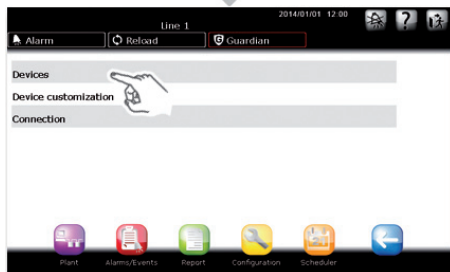 2014/01/01 12:00
Line 1
Alarm
Reload
Guardian
Devices
Device customization
Connection
Plant
Alarms/Events
Report
Configuration
Scheduler